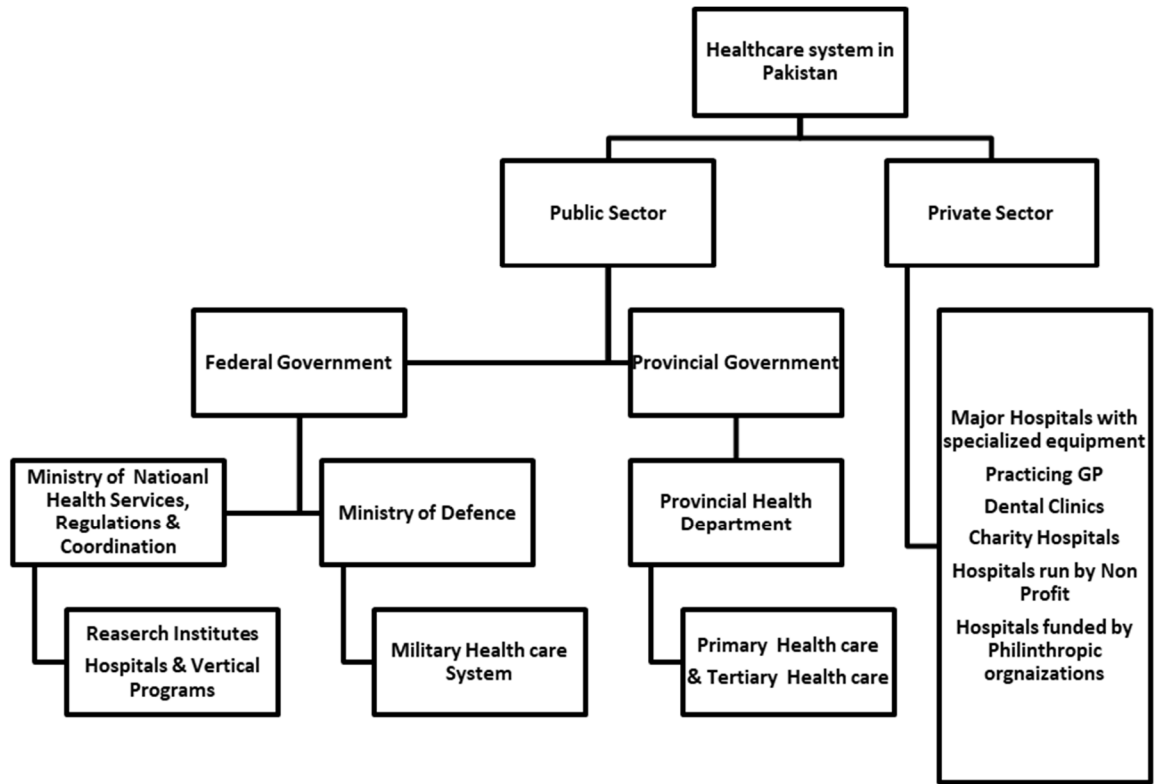 Healthcare system in
Pakistan
Public Sector
Private Sector
Federal Government
Provincial Government
Ministry of Natioanl
Health Services,
Regulations &
Coordination
Ministry of Defence
Provincial Health
Department
Reaserch Institutes
Hospitals & Vertical
Programs
Military Health care
System
Primary Health care
& Tertiary Health care
Major Hospitals with
specialized equipment
Practicing GP
Dental Clinics
Charity Hospitals
Hospitals run by Non
Profit
Hospitals funded by
Philinthropic
orgnaizations